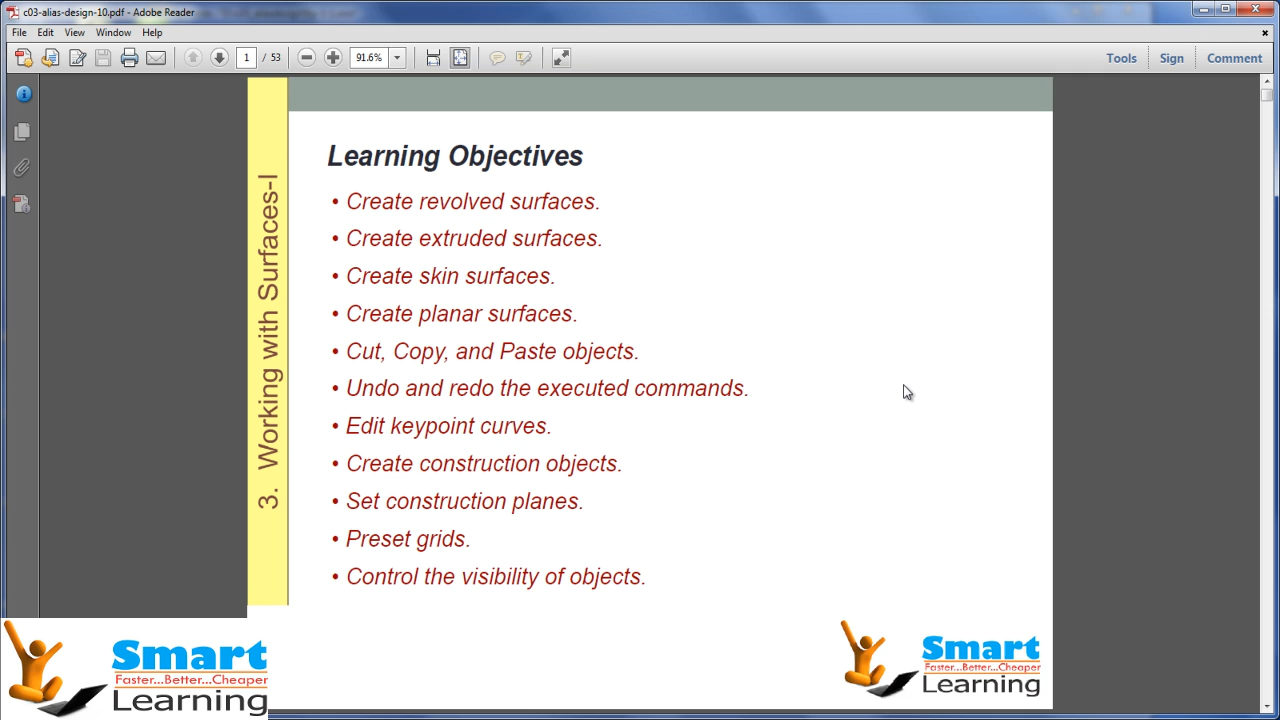 c03-alias-design-10.pdf - Adobe Reader
File Edit View Window Help
1 / 53 91.6% Tools Sign Comment
3. Working with Surfaces-I
Learning Objectives
• Create revolved surfaces.
• Create extruded surfaces.
• Create skin surfaces.
• Create planar surfaces.
• Cut, Copy, and Paste objects.
• Undo and redo the executed commands.
• Edit keypoint curves.
• Create construction objects.
• Set construction planes.
• Preset grids.
• Control the visibility of objects.
Smart
Faster...Better...Cheaper
Learning
Smart
Faster...Better...Cheaper
Learning